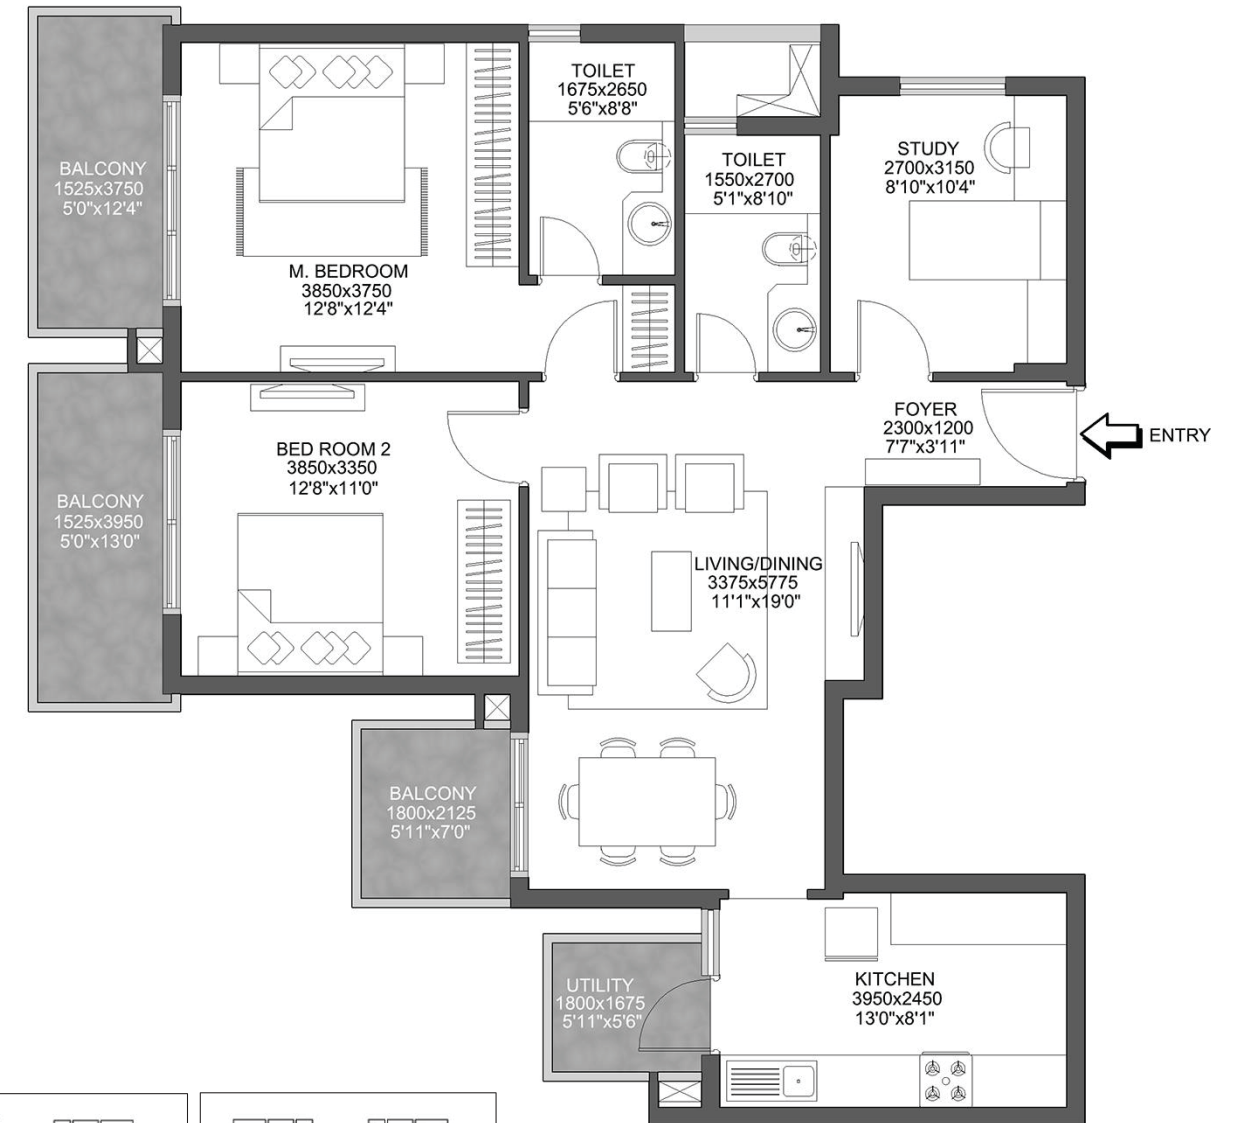 TOILET
1675x2650
5'6"x8'8"
BALCONY
1525x3750
5'0"x12'4"
TOILET
1550x2700
5'1"x8'10"
STUDY
2700x3150
8'10"x10'4"
M. BEDROOM
3850x3750
12'8"x12'4"
FOYER
2300x1200
7'7"x3'11"
ENTRY
BED ROOM 2
3850x3350
12'8"x11'0"
BALCONY
1525x3950
5'0"x13'0"
LIVING/DINING
3375x5775
11'1"x19'0"
BALCONY
1800x2125
5'11"x7'0"
UTILITY
1800x1675
5'11"x5'6"
KITCHEN
3950x2450
13'0"x8'1"